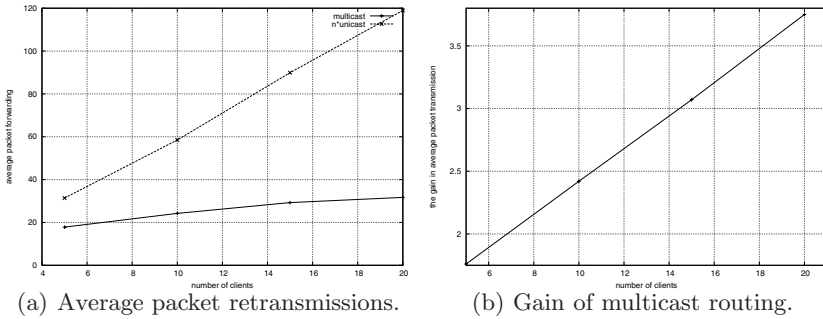 120
100
80
60
40
20
0
average packet forwarding
multicast
n*unicast
4 6 8 10 12 14 16 18 20
number of clients
(a) Average packet retransmissions.
3.5
3
2.5
2
the gain in average packet transmission
6 8 10 12 14 16 18 20
number of clients
(b) Gain of multicast routing.